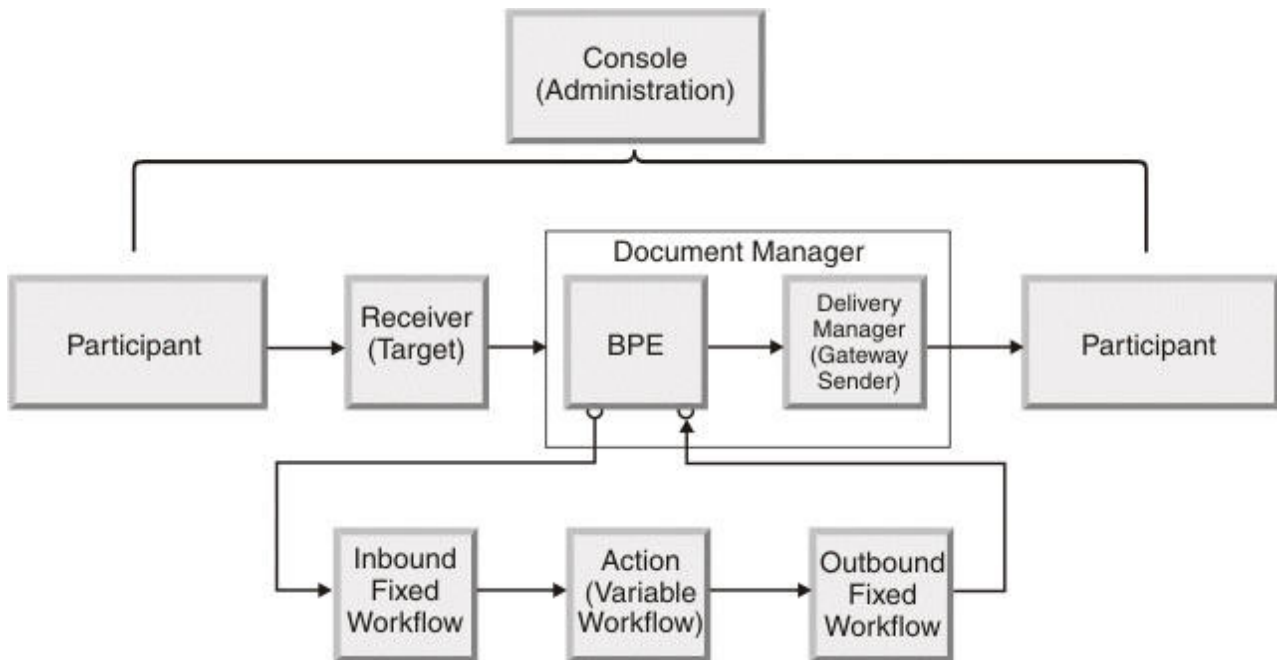 Console
(Administration)
Document Manager
Participant
Receiver
(Target)
BPE
Delivery
Manager
(Gateway
Sender)
Participant
Inbound
Fixed
Workflow
Action
(Variable
Workflow)
Outbound
Fixed
Workflow